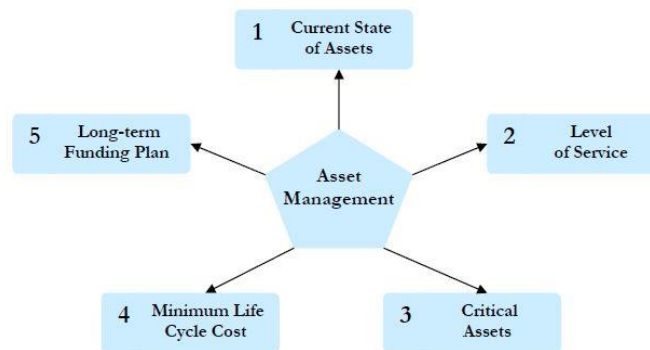 1 Current State
of Assets
5 Long-term
Funding Plan
2 Level
of Service
Asset
Management
4 Minimum Life
Cycle Cost
3 Critical
Assets